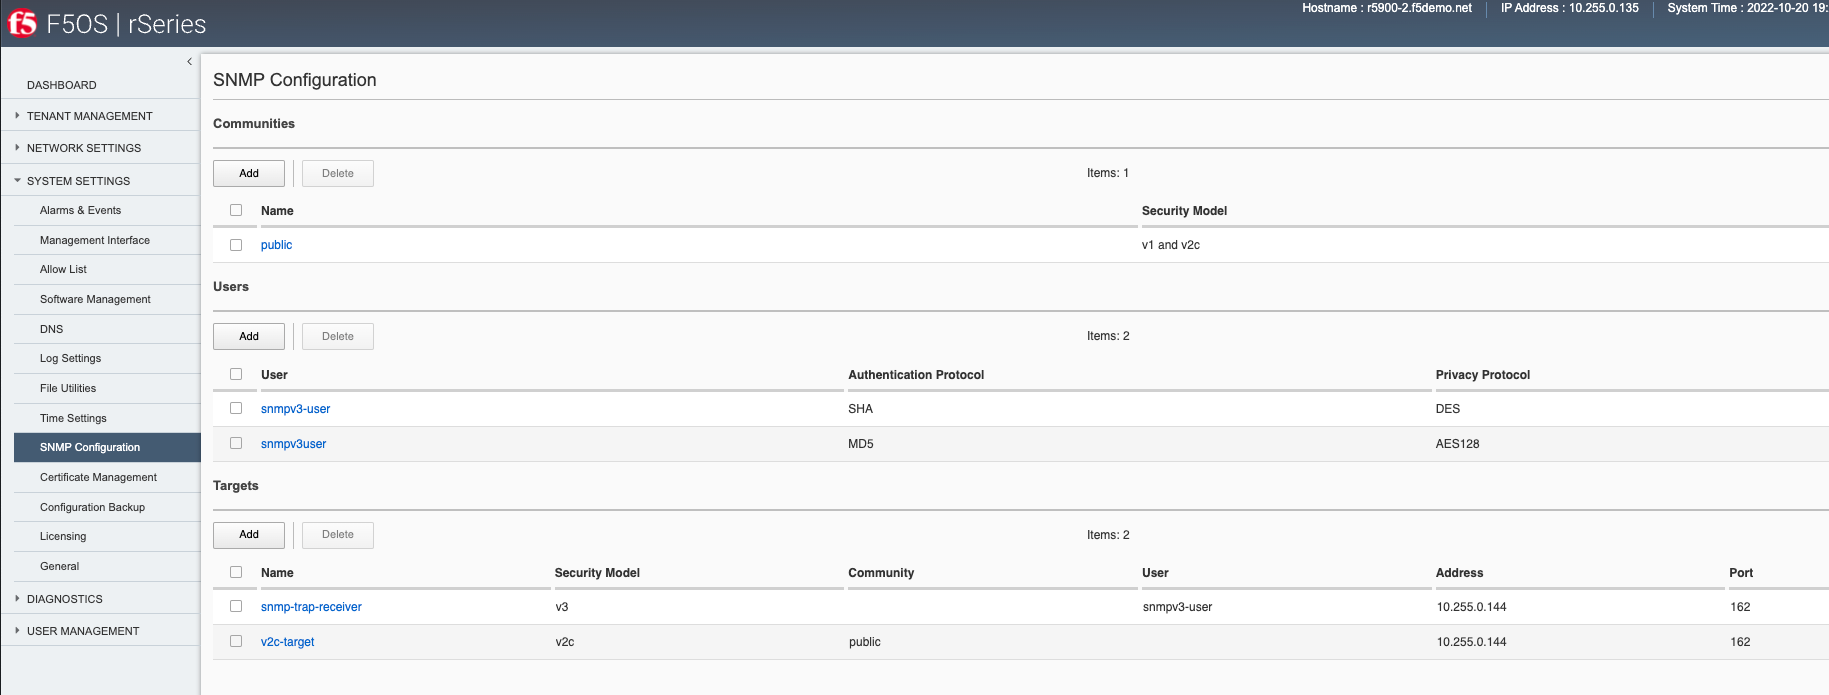 f5 F5OS | rSeries
Hostname : r5900-2.f5demo.net IP Address : 10.255.0.135 System Time : 2022-10-20 19:
DASHBOARD
TENANT MANAGEMENT
NETWORK SETTINGS
SYSTEM SETTINGS
Alarms & Events
Management Interface
Allow List
Software Management
DNS
Log Settings
File Utilities
Time Settings
SNMP Configuration
Certificate Management
Configuration Backup
Licensing
General
DIAGNOSTICS
USER MANAGEMENT
SNMP Configuration
Communities
Add Delete Items: 1
Name Security Model
public v1 and v2c
Users
Add Delete Items: 2
User Authentication Protocol Privacy Protocol
snmpv3-user SHA DES
snmpv3user MD5 AES128
Targets
Add Delete Items: 2
Name Security Model Community User Address Port
snmp-trap-receiver v3 snmpv3-user 10.255.0.144 162
v2c-target v2c public 10.255.0.144 162